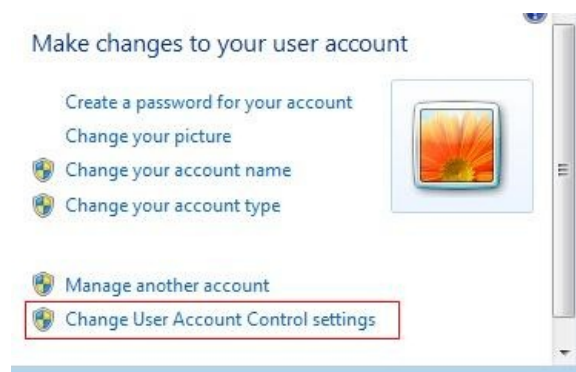 Make changes to your user account
Create a password for your account
Change your picture
Change your account name
Change your account type
Manage another account
Change User Account Control settings